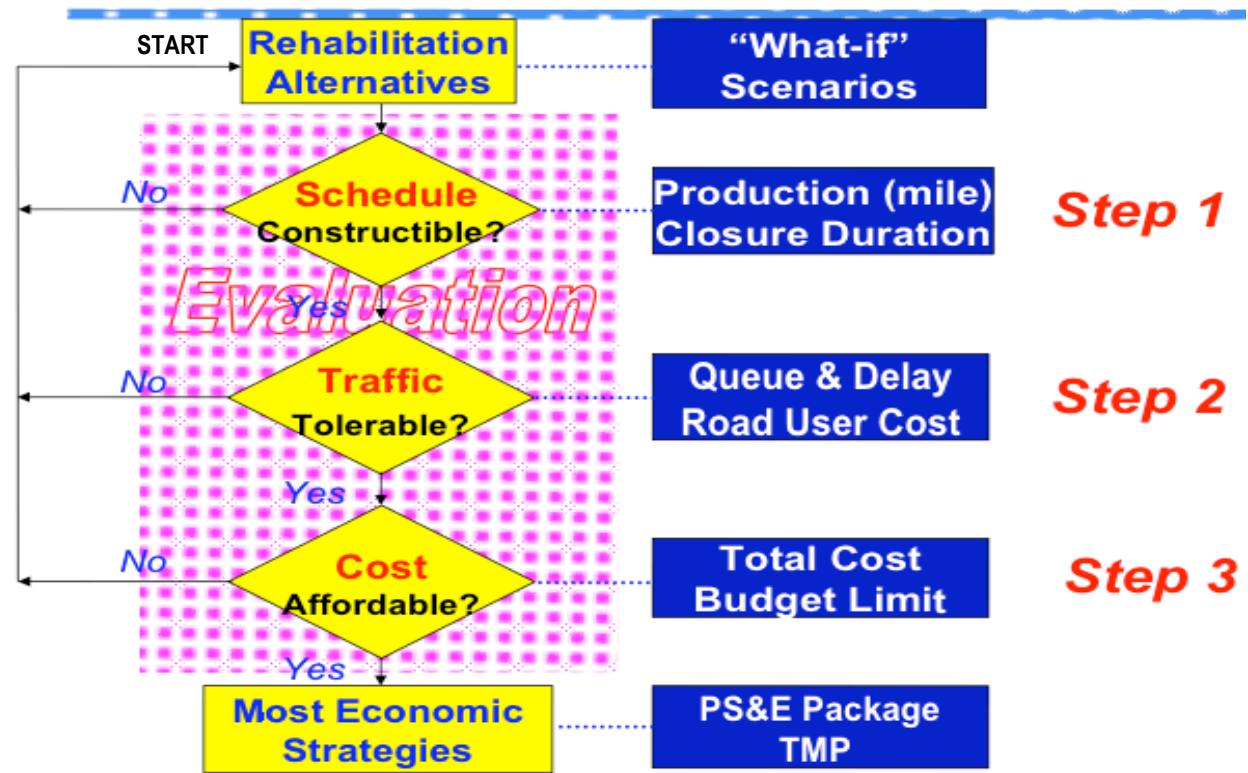 START
Rehabilitation
Alternatives
“What-if”
Scenarios
No
Schedule
Constructible?
Production (mile)
Closure Duration
Step 1
Evaluation
Yes
No
Traffic
Tolerable?
Queue & Delay
Road User Cost
Step 2
Yes
No
Cost
Affordable?
Total Cost
Budget Limit
Step 3
Yes
Most Economic
Strategies
PS&E Package
TMP